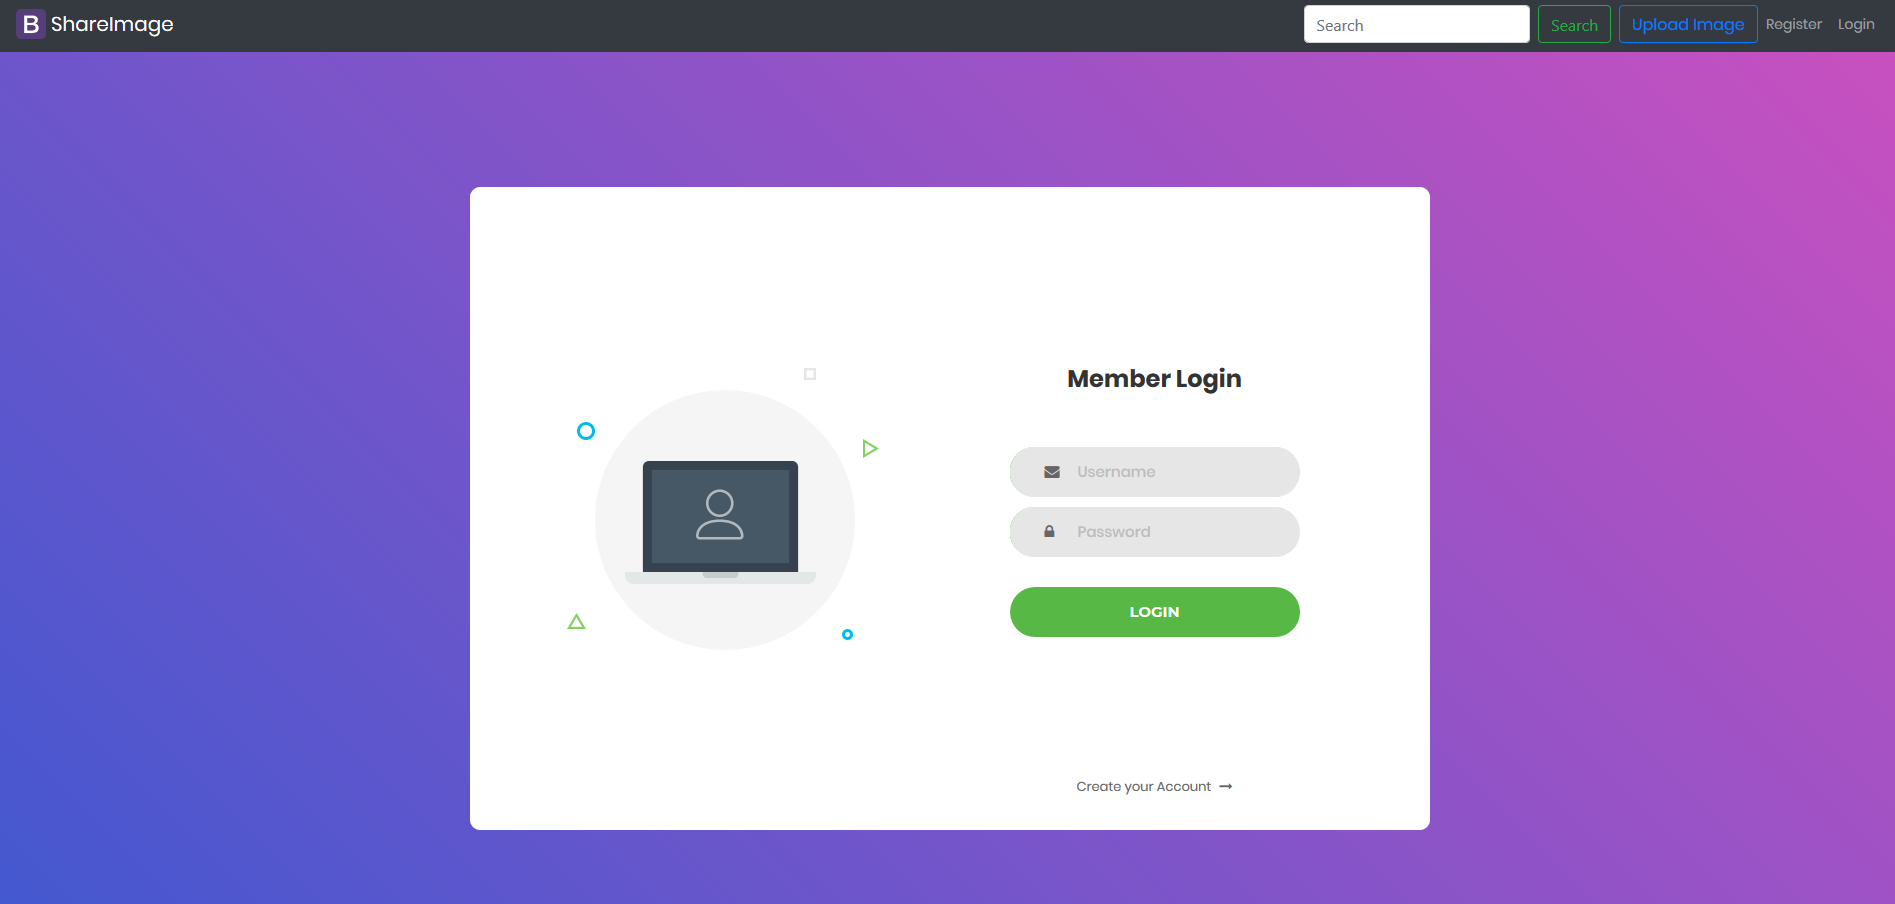 B ShareImage
Search Search Upload Image Register Login
Member Login
Username
Password
LOGIN
Create your Account